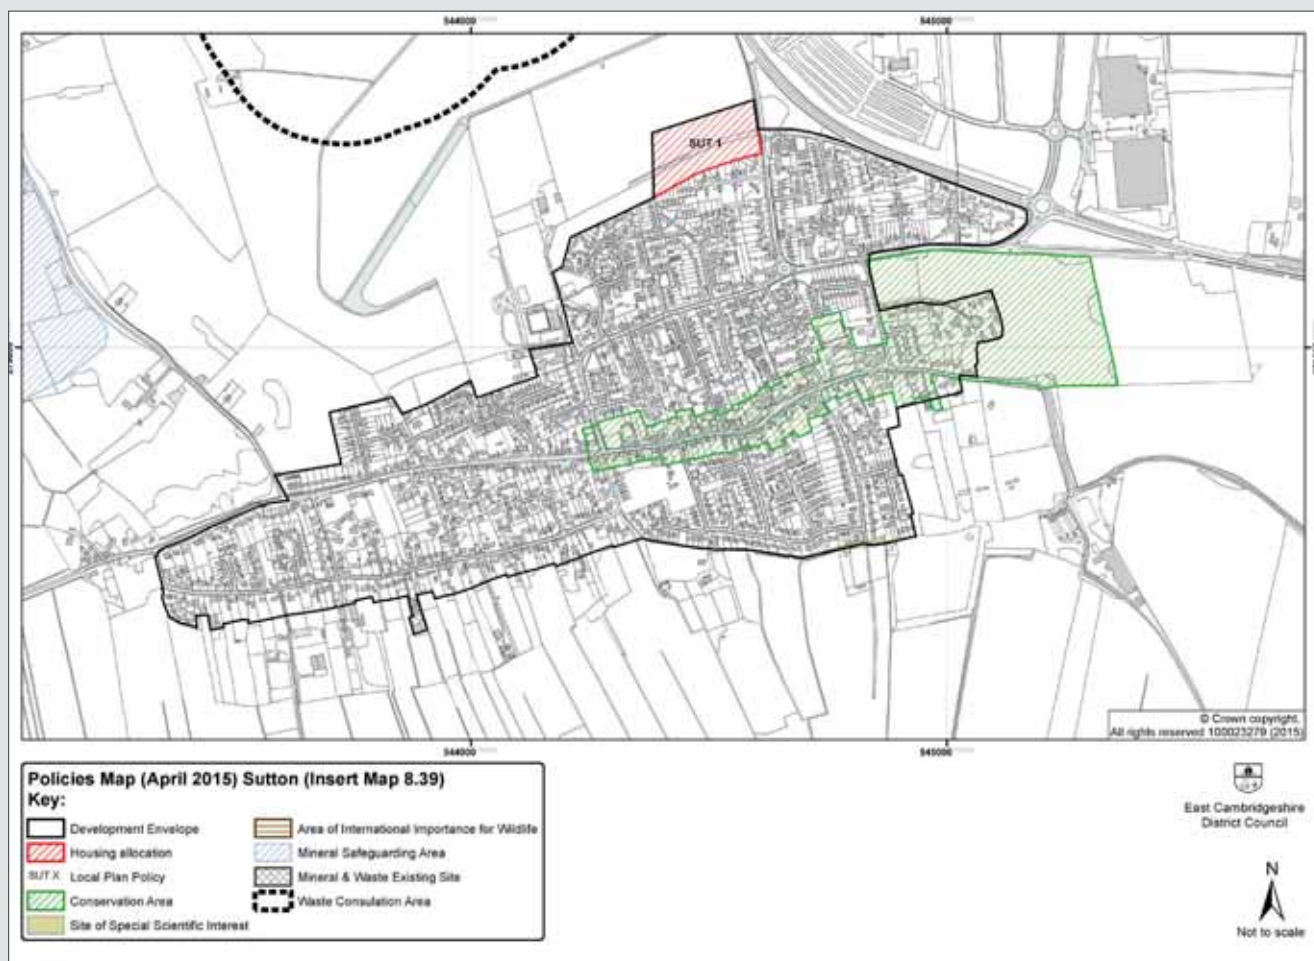 544000
545000
SUT 1
© Crown copyright.
All rights reserved 100023279 (2015)
544000
545000
Policies Map (April 2015) Sutton (Insert Map 8.39)
Key:
Development Envelope
Housing allocation
SUT X Local Plan Policy
Conservation Area
Site of Special Scientific Interest
Area of International Importance for Wildlife
Mineral Safeguarding Area
Mineral & Waste Existing Site
Waste Consulation Area
East Cambridgeshire
District Council
N
Not to scale